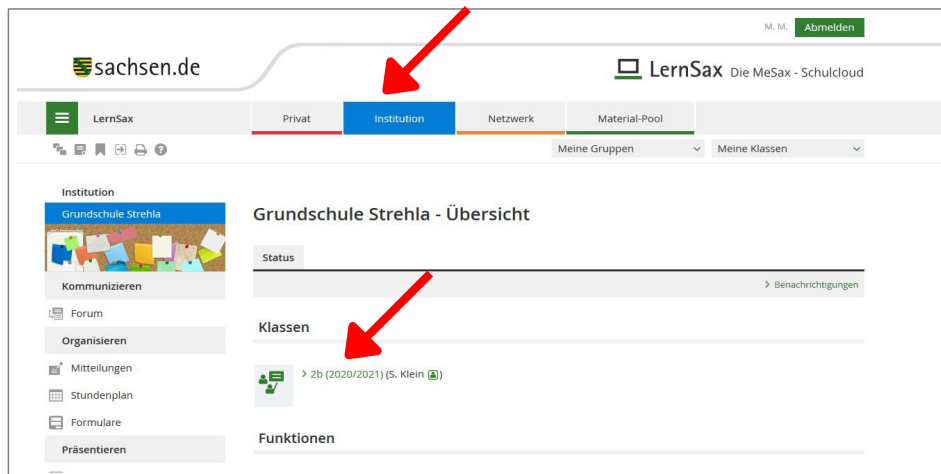 M. M. Abmelden
sachsen.de
LernSax Die MeSax - Schulcloud
LernSax Privat Institution Netzwerk Material-Pool
Meine Gruppen Meine Klassen
Institution
Grundschule Strehla
Grundschule Strehla - Übersicht
Status
Kommunizieren
> Benachrichtigungen
Forum
Klassen
Organisieren
Mitteilungen
> 2b (2020/2021) (S. Klein)
Stundenplan
Formulare
Funktionen
Präsentieren